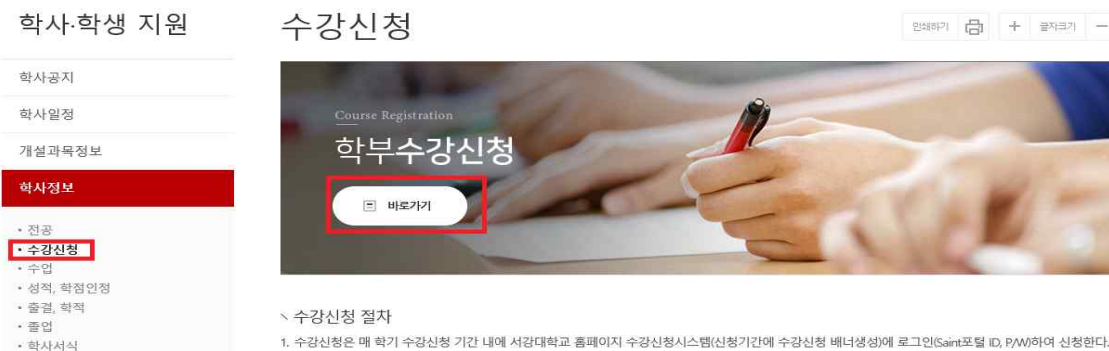 학사·학생 지원
학사공지
학사일정
개설과목정보
학사정보
• 전공
• 수강신청
• 수업
• 성적, 학점인정
• 출결, 학적
• 졸업
• 학사서식
수강신청
인쇄하기
+ 글자크기 −
Course Registration
학부수강신청
바로가기
수강신청 절차
1. 수강신청은 매 학기 수강신청 기간 내에 서강대학교 홈페이지 수강신청시스템(신청기간에 수강신청 배너생성)에 로그인(Saint포털 ID, P/W)하여 신청한다.